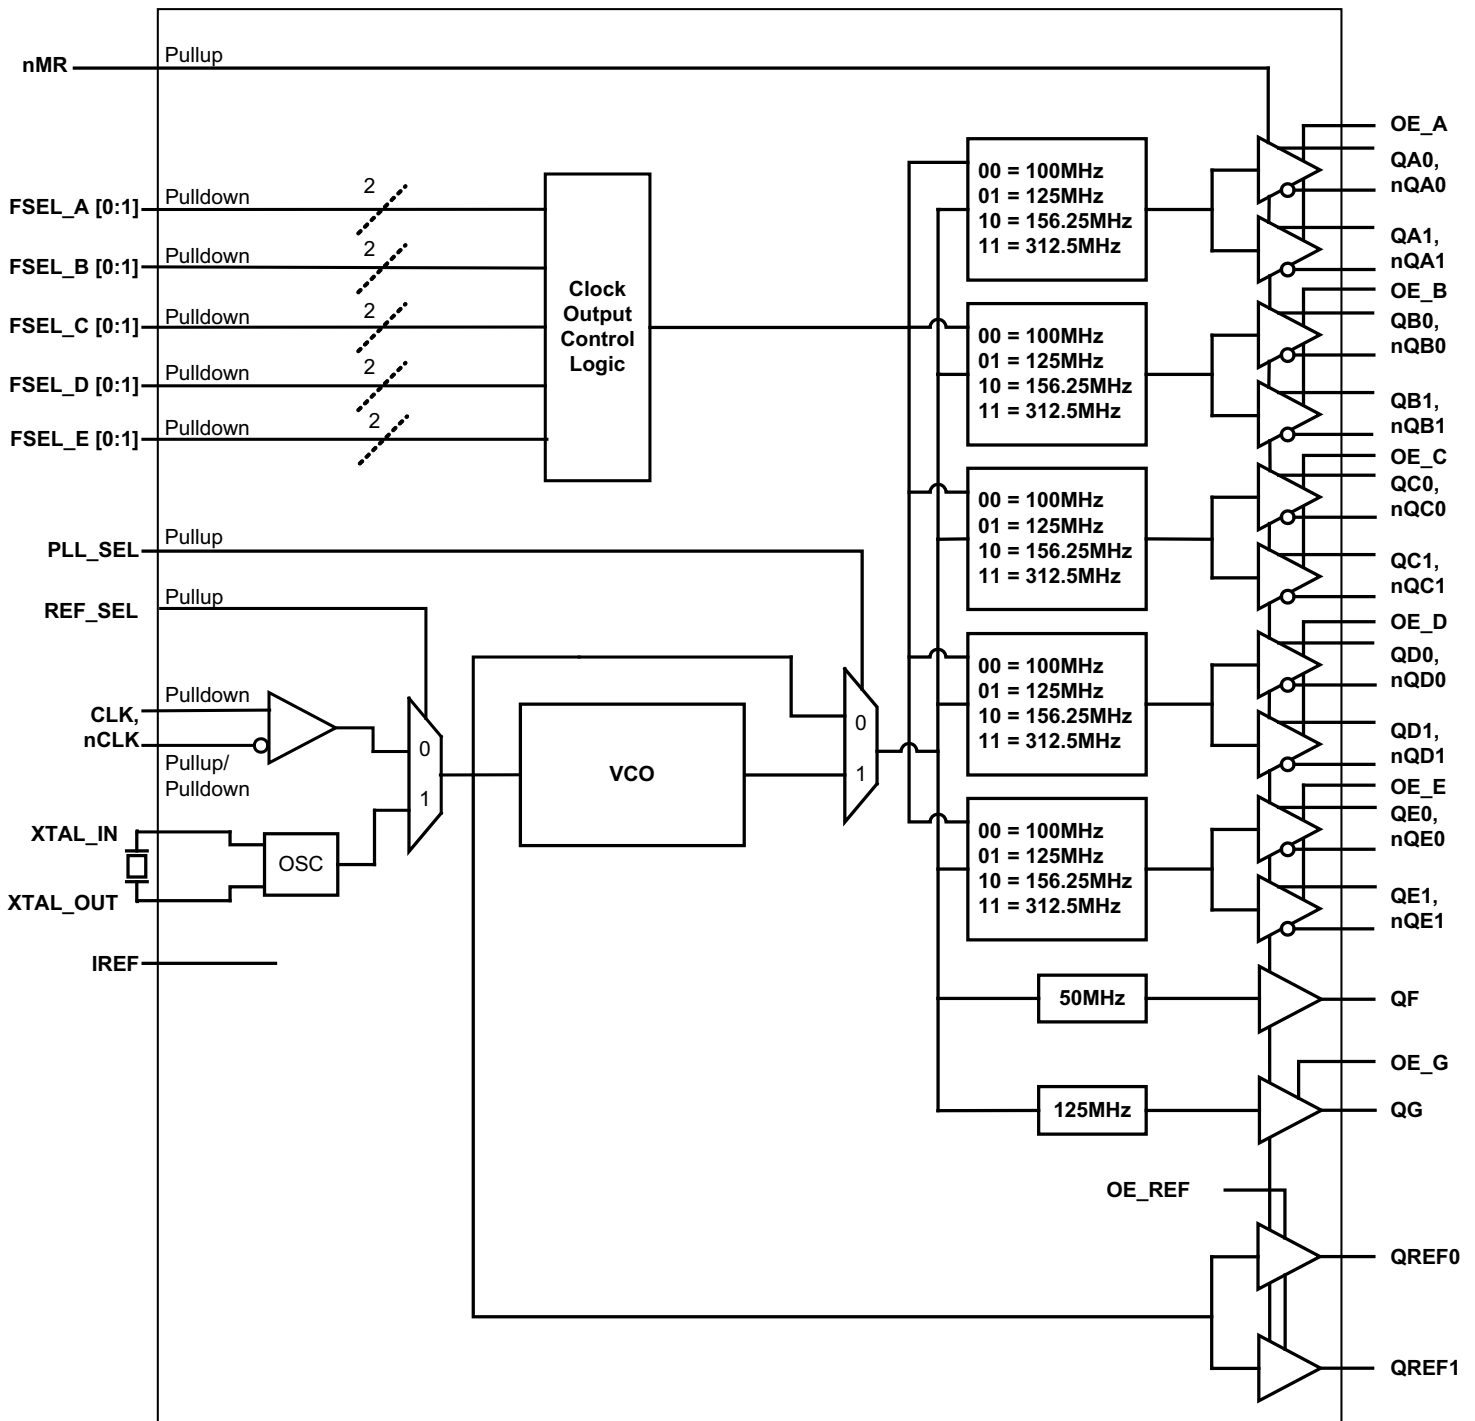 nMR
Pullup
FSEL_A [0:1]
Pulldown
2
FSEL_B [0:1]
Pulldown
2
FSEL_C [0:1]
Pulldown
2
FSEL_D [0:1]
Pulldown
2
FSEL_E [0:1]
Pulldown
2
Clock
Output
Control
Logic
PLL_SEL
Pullup
REF_SEL
Pullup
CLK,
nCLK
Pulldown
Pullup/
Pulldown
0
1
XTAL_IN
XTAL_OUT
OSC
IREF
VCO
0
1
00 = 100MHz
01 = 125MHz
10 = 156.25MHz
11 = 312.5MHz
00 = 100MHz
01 = 125MHz
10 = 156.25MHz
11 = 312.5MHz
00 = 100MHz
01 = 125MHz
10 = 156.25MHz
11 = 312.5MHz
00 = 100MHz
01 = 125MHz
10 = 156.25MHz
11 = 312.5MHz
00 = 100MHz
01 = 125MHz
10 = 156.25MHz
11 = 312.5MHz
50MHz
125MHz
OE_REF
OE_A
QA0,
nQA0
QA1,
nQA1
OE_B
QB0,
nQB0
QB1,
nQB1
OE_C
QC0,
nQC0
QC1,
nQC1
OE_D
QD0,
nQD0
QD1,
nQD1
OE_E
QE0,
nQE0
QE1,
nQE1
QF
OE_G
QG
QREF0
QREF1